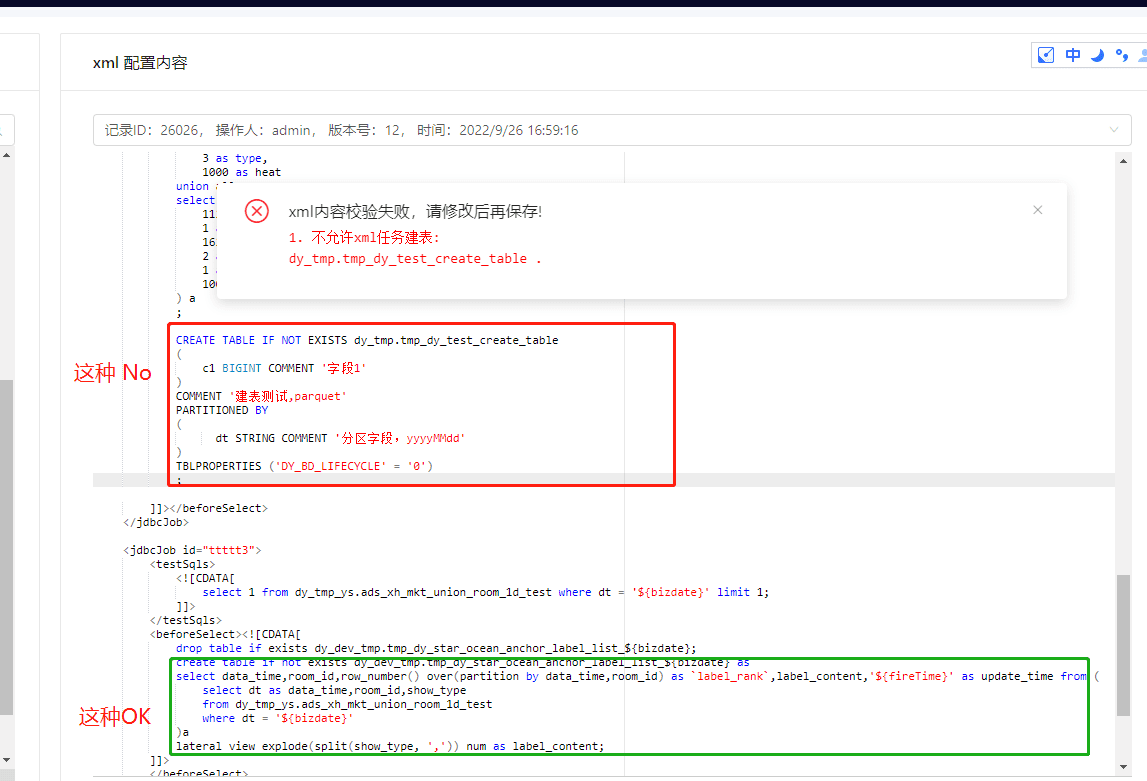 xml 配置内容
中
记录ID: 26026, 操作人: admin, 版本号: 12, 时间: 2022/9/26 16:59:16
3 as type,
1000 as heat
union
select
11
1
16
2
1
10
) a
;
xml内容校验失败, 请修改后再保存!
1. 不允许xml任务建表:
dy_tmp.tmp_dy_test_create_table .
这种 No
CREATE TABLE IF NOT EXISTS dy_tmp.tmp_dy_test_create_table
(
c1 BIGINT COMMENT '字段1'
)
COMMENT '建表测试,parquet'
PARTITIONED BY
(
dt STRING COMMENT '分区字段，yyyyMMdd'
)
TBLPROPERTIES ('DY_BD_LIFECYCLE' = '0')
;
]]></beforeSelect>
</jdbcJob>
<jdbcJob id="ttttt3">
<testSqls>
<![CDATA[
select 1 from dy_tmp_ys.ads_xh_mkt_union_room_1d_test where dt = '${bizdate}' limit 1;
]]>
</testSqls>
<beforeSelect><![CDATA[
drop table if exists dy_dev_tmp.tmp_dy_star_ocean_anchor_label_list_${bizdate};
create table if not exists dy_dev_tmp.tmp_dy_star_ocean_anchor_label_list_${bizdate} as
select data_time,room_id,row_number() over(partition by data_time,room_id) as `label_rank`,label_content,'${fireTime}' as update_time from (
select dt as data_time,room_id,show_type
from dy_tmp_ys.ads_xh_mkt_union_room_1d_test
where dt = '${bizdate}'
)a
lateral view explode(split(show_type, ',')) num as label_content;
这种OK
]]>
</beforeSelect>